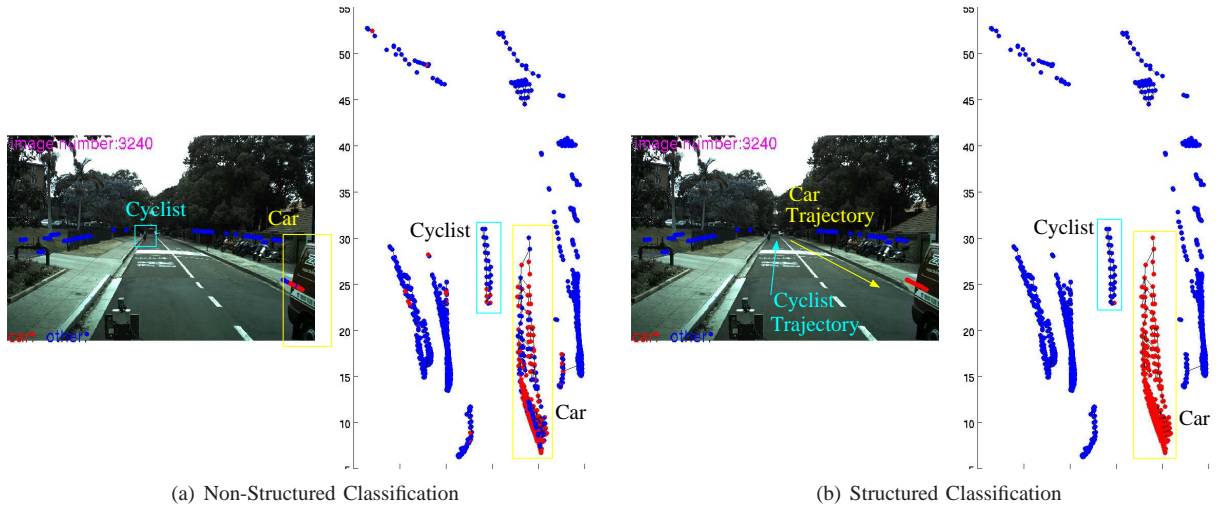 55
50
45
40
35
30
25
20
15
10
5
image number:3240
Cyclist
Car
car* other*
Cyclist
Car
(a) Non-Structured Classification
55
50
45
40
35
30
25
20
15
10
5
image number:3240
Car
Trajectory
Cyclist
Trajectory
car* other*
Cyclist
Car
(b) Structured Classification